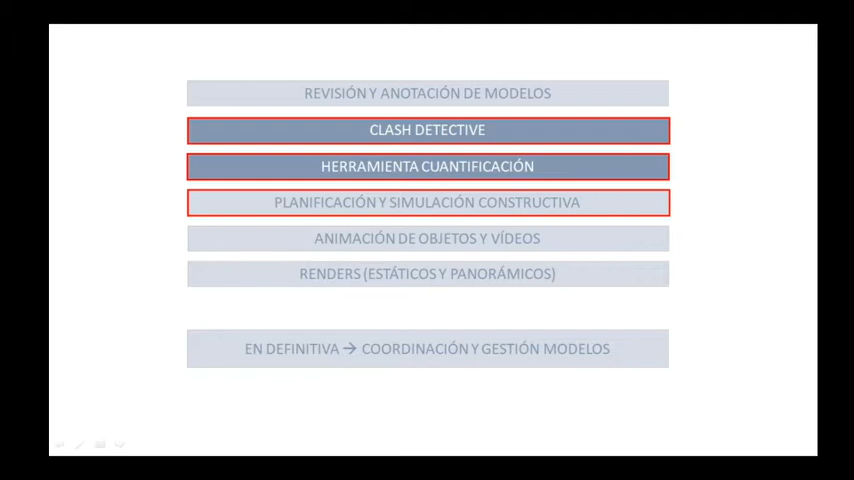 REVISIÓN Y ANOTACIÓN DE MODELOS
CLASH DETECTIVE
HERRAMIENTA CUANTIFICACIÓN
PLANIFICACIÓN Y SIMULACIÓN CONSTRUCTIVA
ANIMACIÓN DE OBJETOS Y VÍDEOS
RENDERS (ESTÁTICOS Y PANORÁMICOS)
EN DEFINITIVA → COORDINACIÓN Y GESTIÓN MODELOS